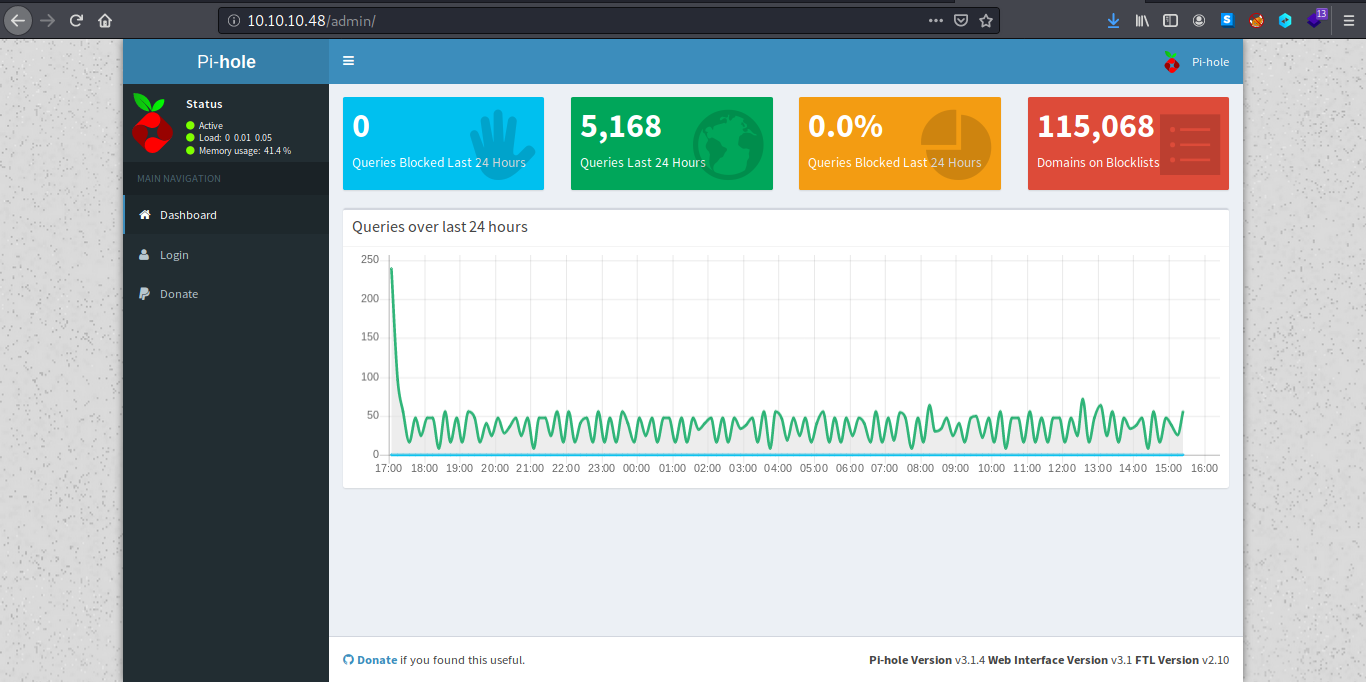 10.10.10.48/admin/
13
Pi-hole
Pi-hole
Status
Active
Load: 0 0.01 0.05
Memory usage: 41.4 %
MAIN NAVIGATION
Dashboard
Login
Donate
0
Queries Blocked Last 24 Hours
5,168
Queries Last 24 Hours
0.0%
Queries Blocked Last 24 Hours
115,068
Domains on Blocklists
Queries over last 24 hours
250
200
150
100
50
0
17:00 18:00 19:00 20:00 21:00 22:00 23:00 00:00 01:00 02:00 03:00 04:00 05:00 06:00 07:00 08:00 09:00 10:00 11:00 12:00 13:00 14:00 15:00 16:00
Donate if you found this useful.
Pi-hole Version v3.1.4 Web Interface Version v3.1 FTL Version v2.10